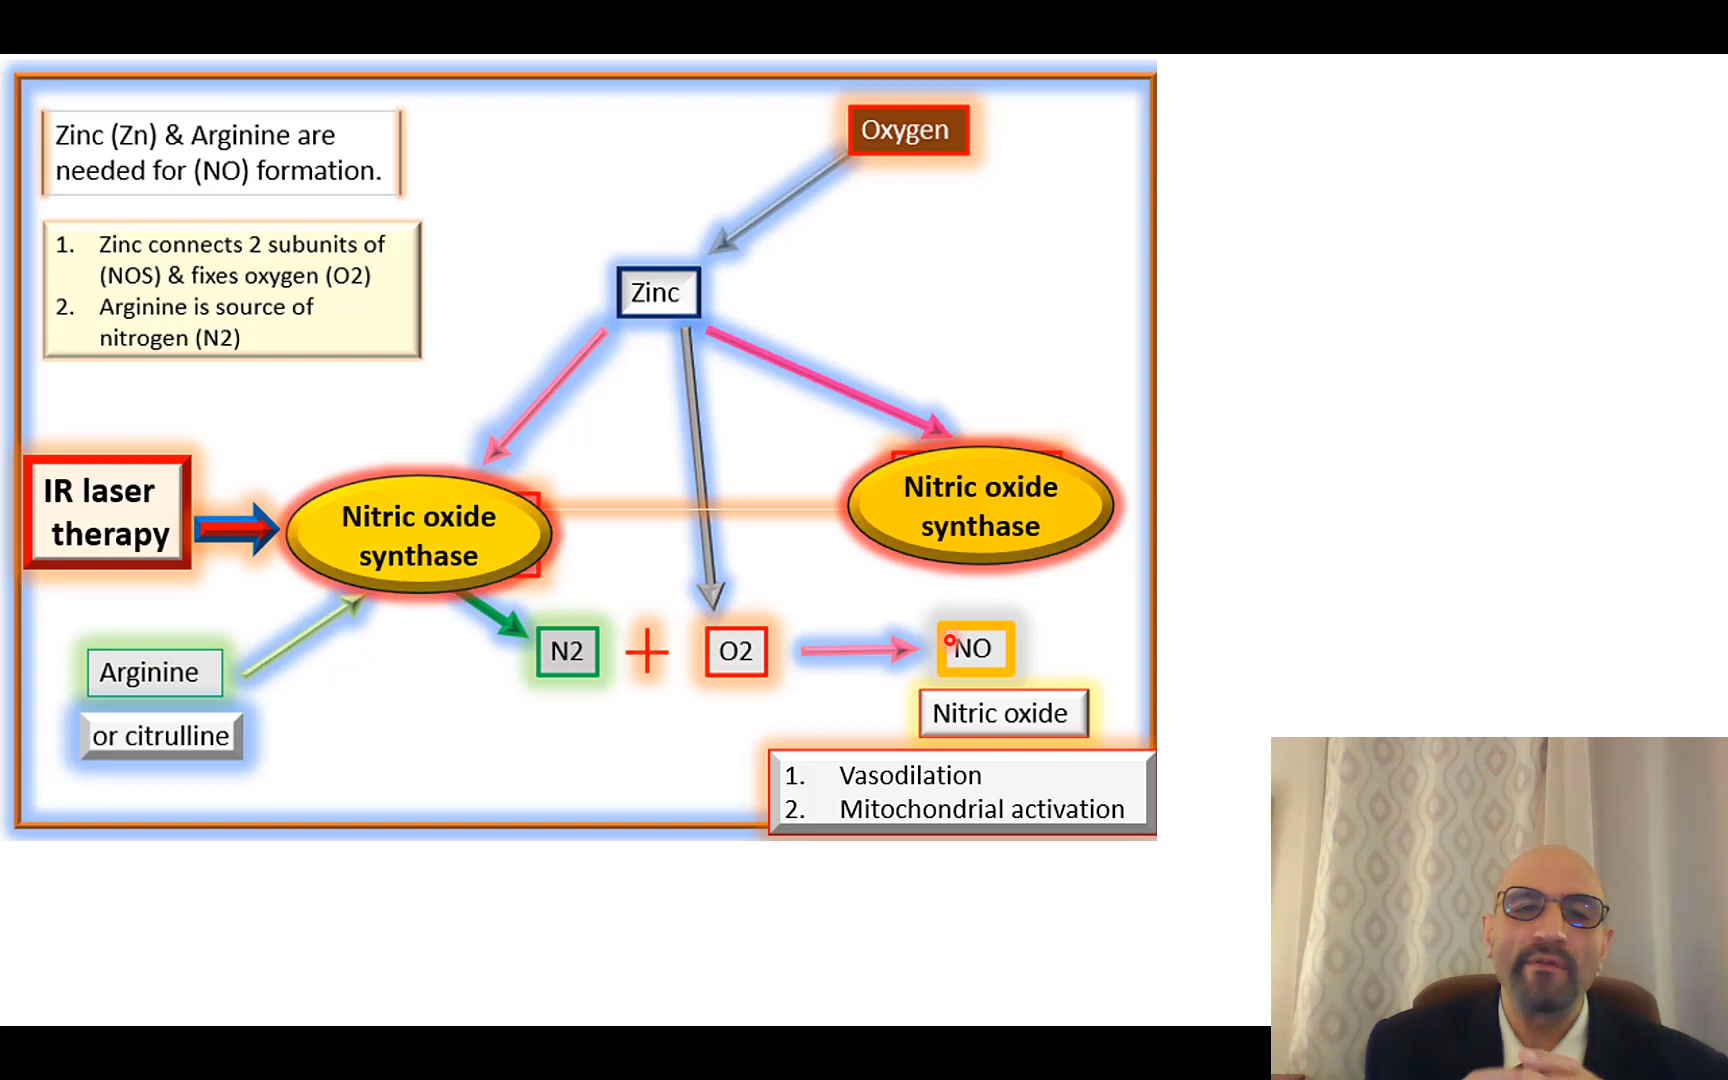 Zinc (Zn) & Arginine are
needed for (NO) formation.
1. Zinc connects 2 subunits of
(NOS) & fixes oxygen (O2)
2. Arginine is source of
nitrogen (N2)
Oxygen
Zinc
IR laser
therapy
Nitric oxide
synthase
Nitric oxide
synthase
Arginine
or citrulline
N2
+
O2
NO
Nitric oxide
1. Vasodilation
2. Mitochondrial activation